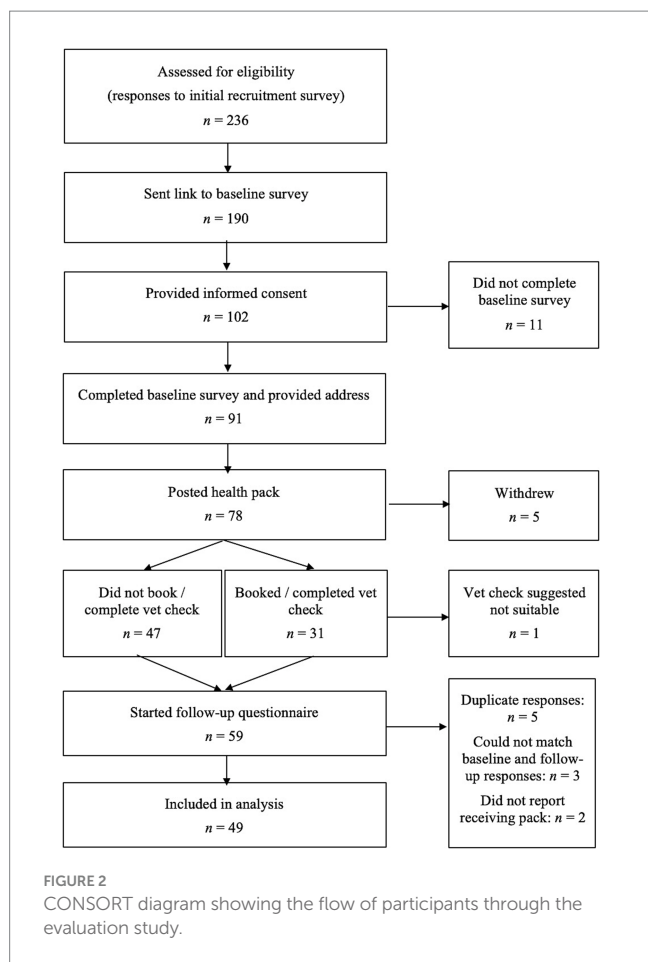 Assessed for eligibility
(responses to initial recruitment survey)
n = 236
Sent link to baseline survey
n = 190
Provided informed consent
n = 102
Did not complete
baseline survey
n = 11
Completed baseline survey and provided address
n = 91
Posted health pack
n = 78
Withdrew
n = 5
Did not book /
complete vet check
n = 47
Booked / completed vet
check
n = 31
Vet check suggested
not suitable
n = 1
Started follow-up questionnaire
n = 59
Duplicate responses:
n = 5
Could not match
baseline and follow-
up responses: n = 3
Did not report
receiving pack: n = 2
Included in analysis
n = 49
FIGURE 2
CONSORT diagram showing the flow of participants through the
evaluation study.